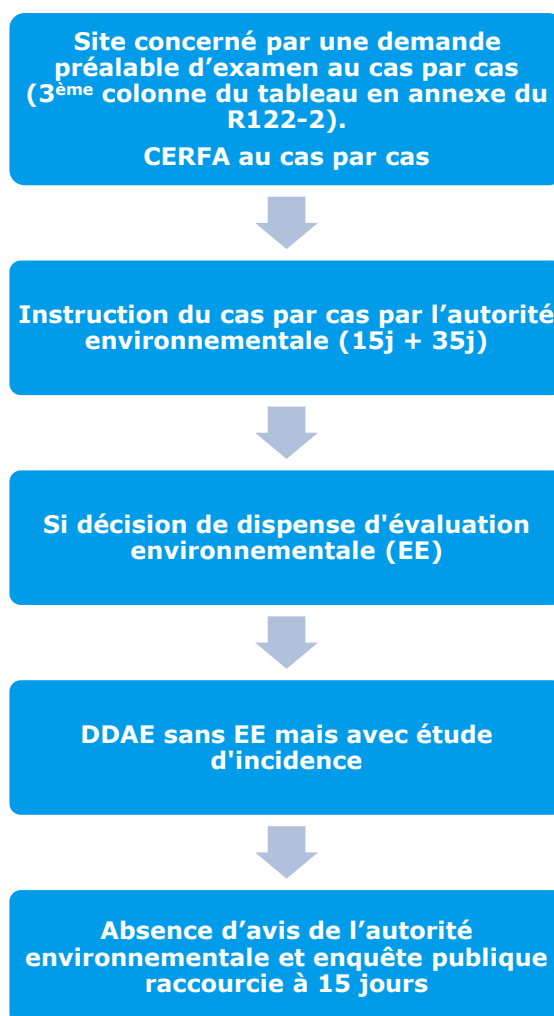 Site concerné par une demande
préalable d’examen au cas par cas
(3ème colonne du tableau en annexe du
R122-2).
CERFA au cas par cas
Instruction du cas par cas par l’autorité
environnementale (15j + 35j)
Si décision de dispense d'évaluation
environnementale (EE)
DDAE sans EE mais avec étude
d'incidence
Absence d’avis de l’autorité
environnementale et enquête publique
raccourcie à 15 jours